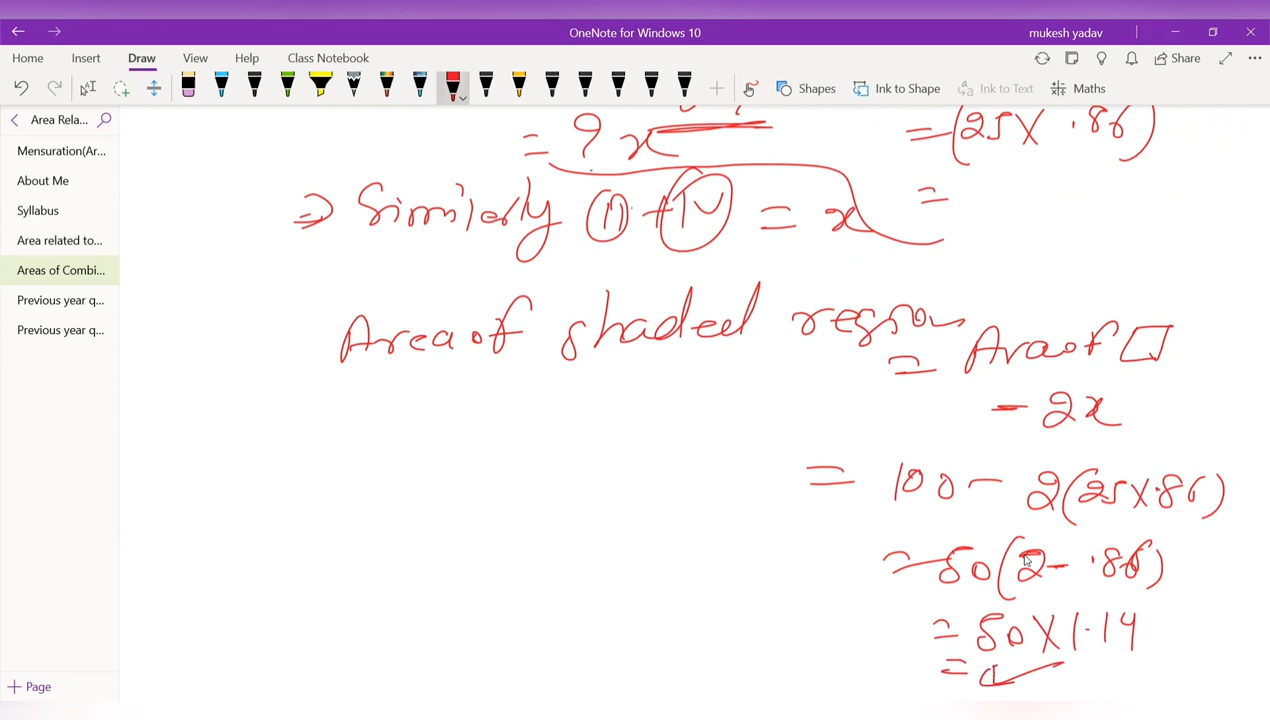 OneNote for Windows 10
mukesh yadav
Home Insert Draw View Help Class Notebook
Share
Shapes Ink to Shape Ink to Text Maths
Area Rela...
Mensuration(Ar...
About Me
Syllabus
Area related to...
Areas of Combi...
Previous year q...
Previous year q...
Page
= (25 X .86)
=
⇒ Similarly + IV = x
Area of shaded region
= Area of □
- 2x
= 100 - 2(25 X .86)
= 50(2 - .86)
= 50 X 1.14
=